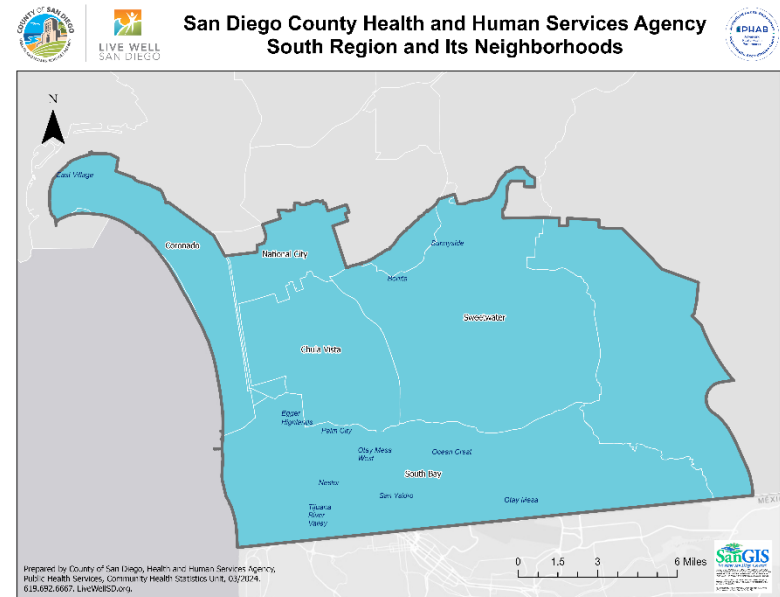 COUNTY OF SAN DIEGO
LIVE WELL
SAN DIEGO
San Diego County Health and Human Services Agency
South Region and Its Neighborhoods
PHAB
N
East Village
Coronado
National City
Sunnyside
Bonita
Sweetwater
Chula Vista
Egger
Highlands
Palm City
Otay Mesa
West
Ocean Crest
South Bay
Nestor
San Ysidro
Otay Mesa
Tijuana
River
Valley
Prepared by County of San Diego, Health and Human Services Agency,
Public Health Services, Community Health Statistics Unit, 03/2024.
619.692.6667. LiveWellSD.org.
0 1.5 3 6 Miles
SanGIS